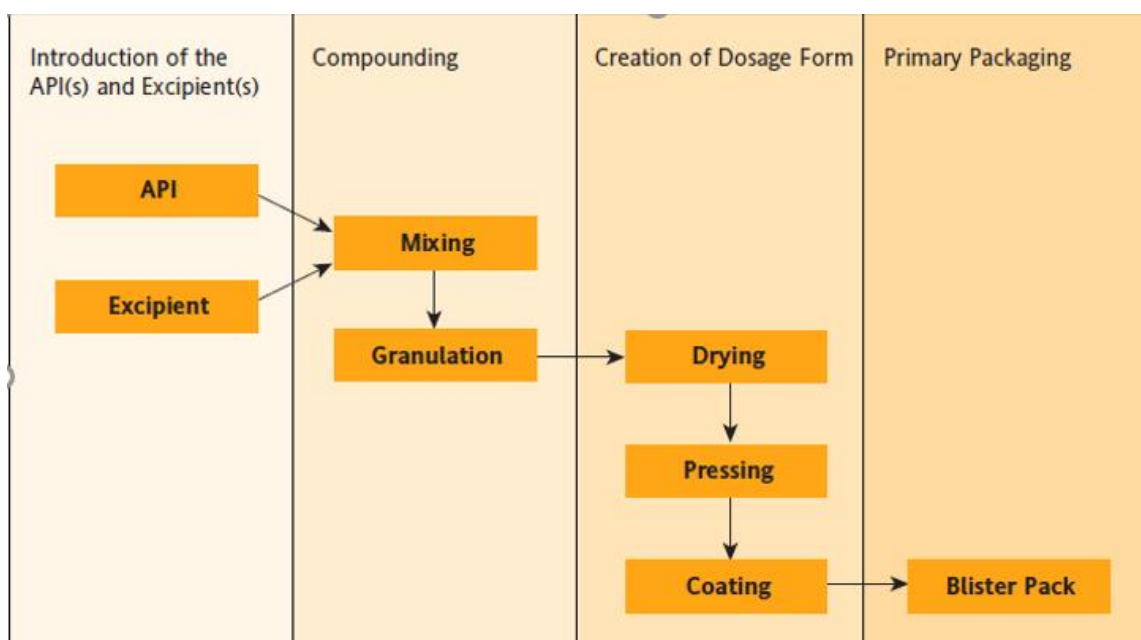 Introduction of the
API(s) and Excipient(s)
Compounding
Creation of Dosage Form
Primary Packaging
API
Excipient
Mixing
Granulation
Drying
Pressing
Coating
Blister Pack